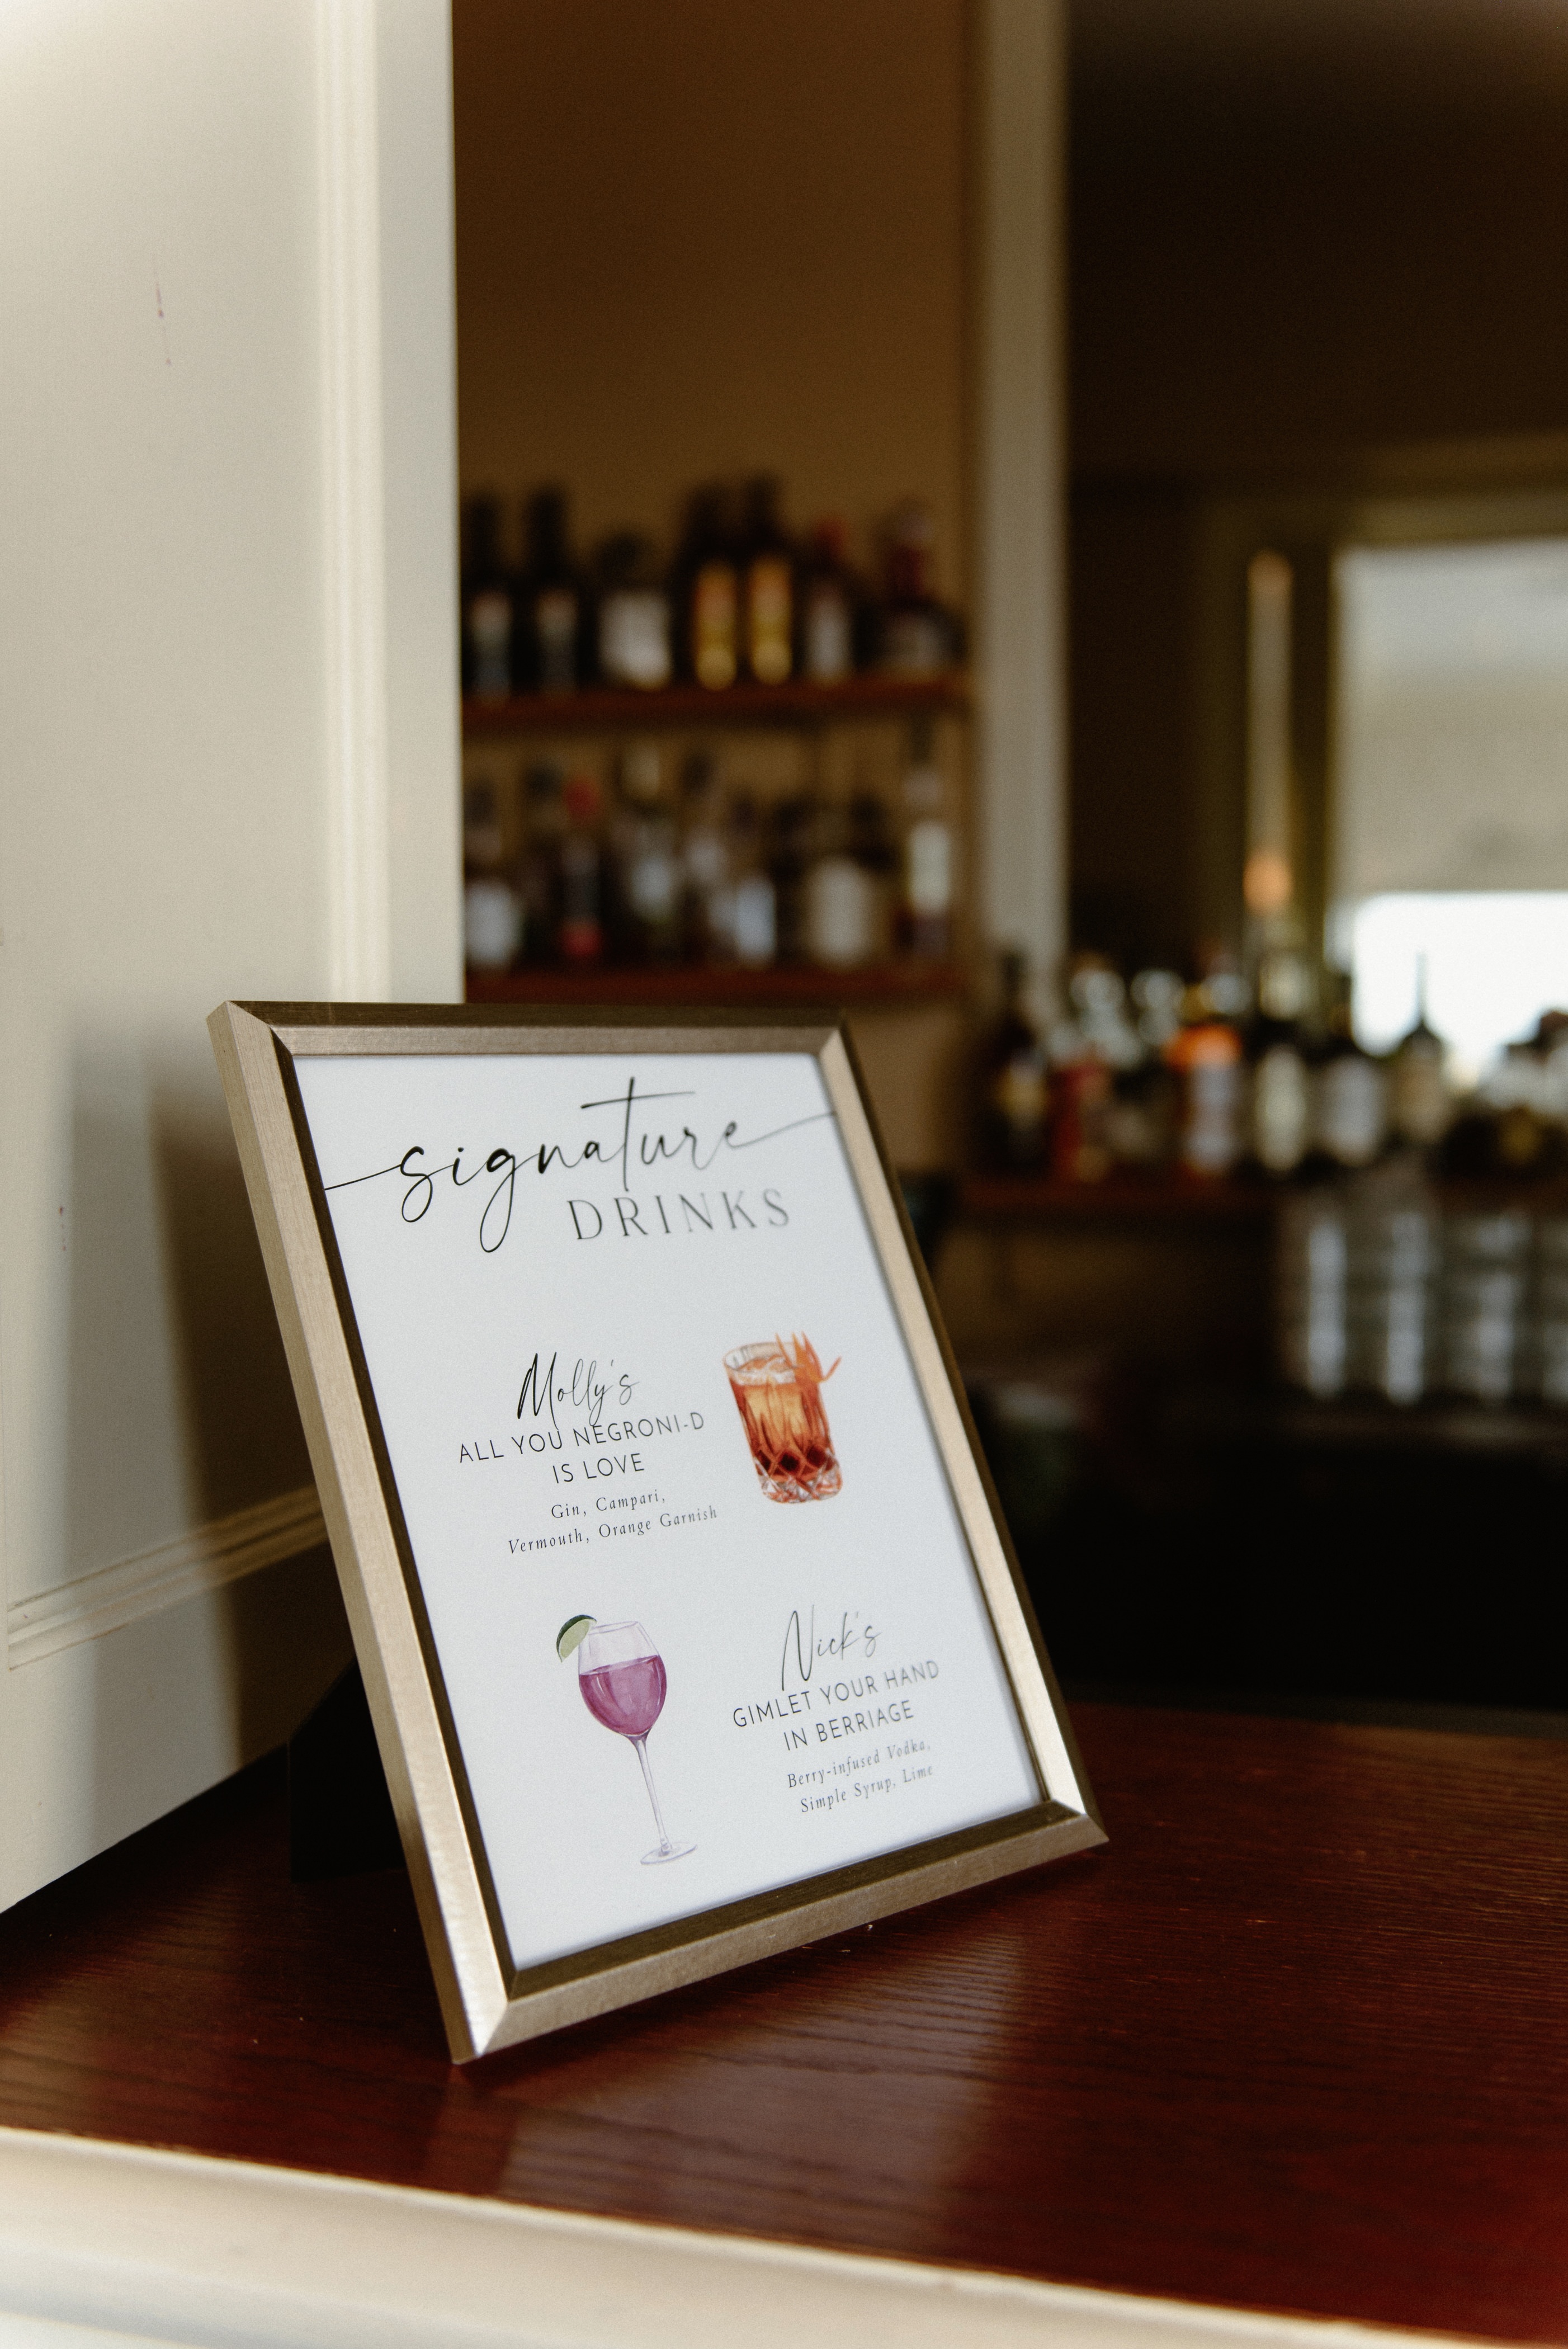 signature
DRINKS
Molly's
ALL YOU NEGRONI-D
IS LOVE
Gin, Campari,
Vermouth, Orange Garnish
Nick's
GIMLET YOUR HAND
IN BERRIAGE
Berry-infused Vodka,
Simple Syrup, Lime